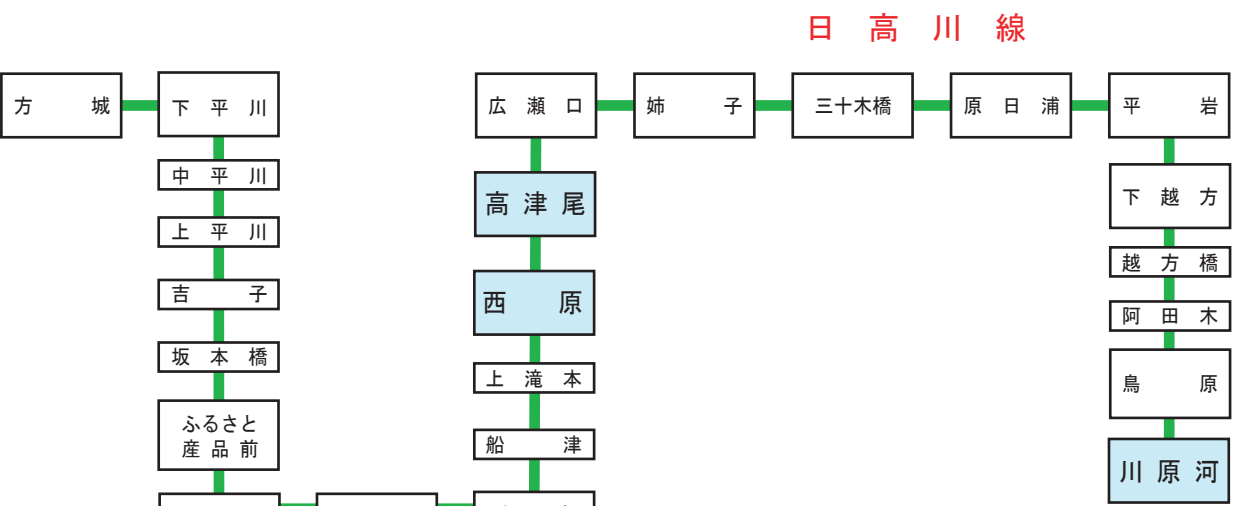 日高川線
方城
下平川
広瀬口
姉子
三十木橋
原日浦
平岩
中平川
上平川
吉子
坂本橋
ふるさと
産品前
高津尾
西原
上滝本
船津
下越方
越方橋
阿田木
鳥原
川原河